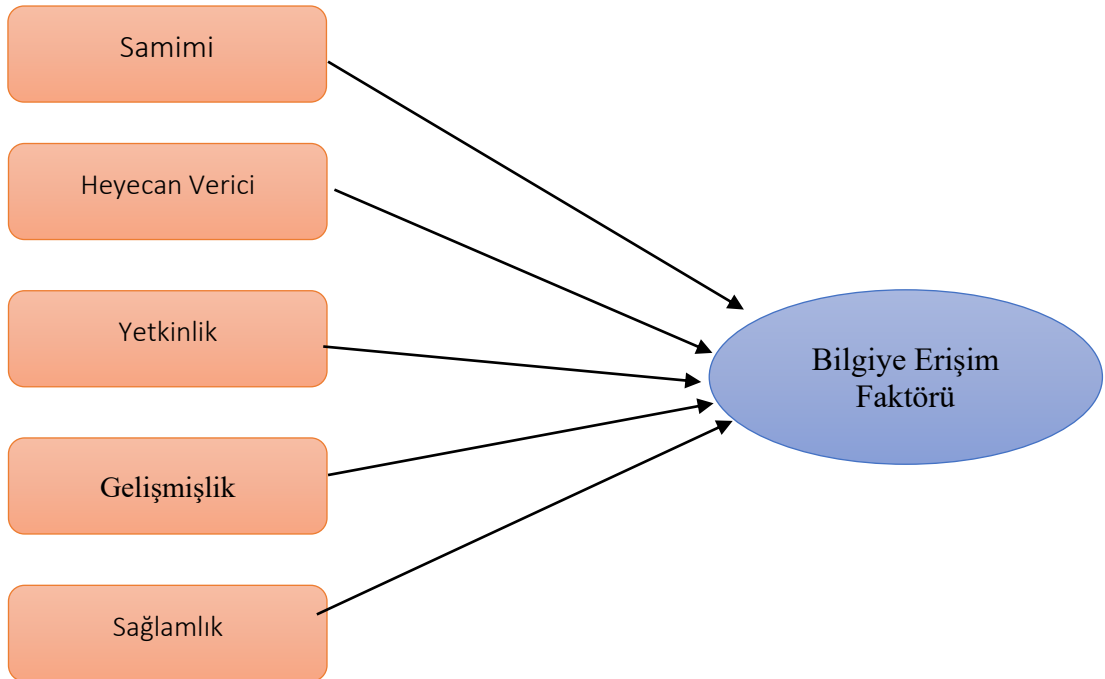 Samimi
Heyecan Verici
Yetkinlik
Gelişmişlik
Sağlamlık
Bilgiye Erişim
Faktörü